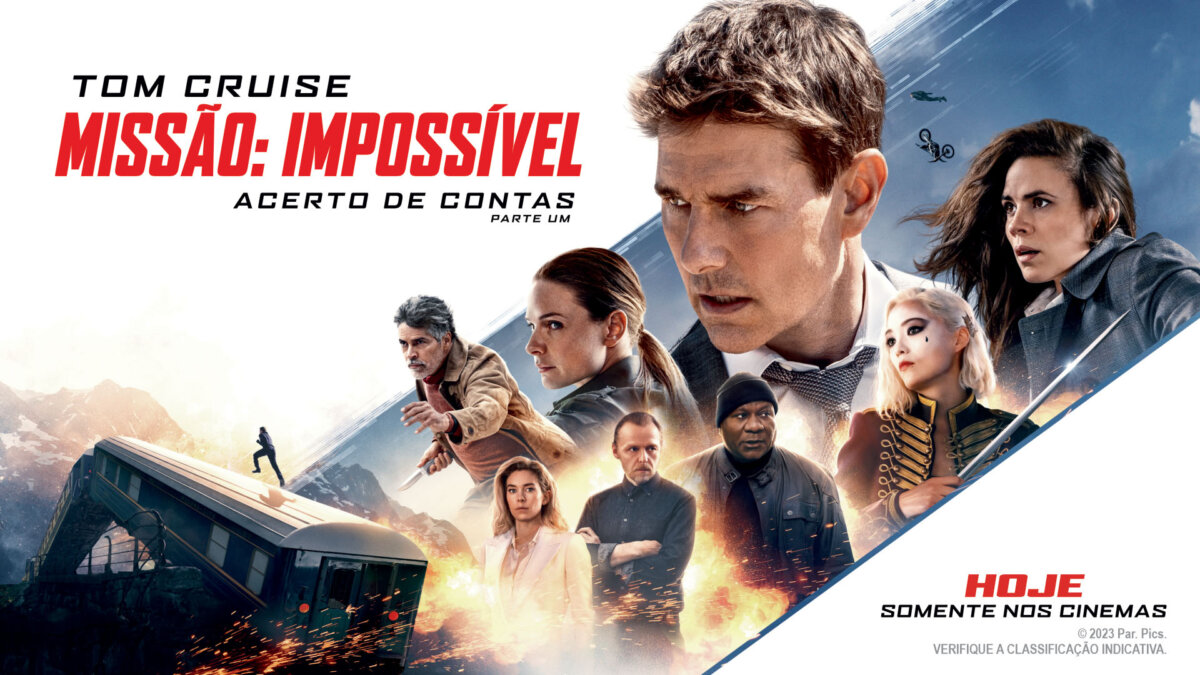 TOM CRUISE
MISSÃO: IMPOSSÍVEL
ACERTO DE CONTAS
PARTE UM
HOJE
SOMENTE NOS CINEMAS
© 2023 Par. Pics.
VERIFIQUE A CLASSIFICAÇÃO INDICATIVA.